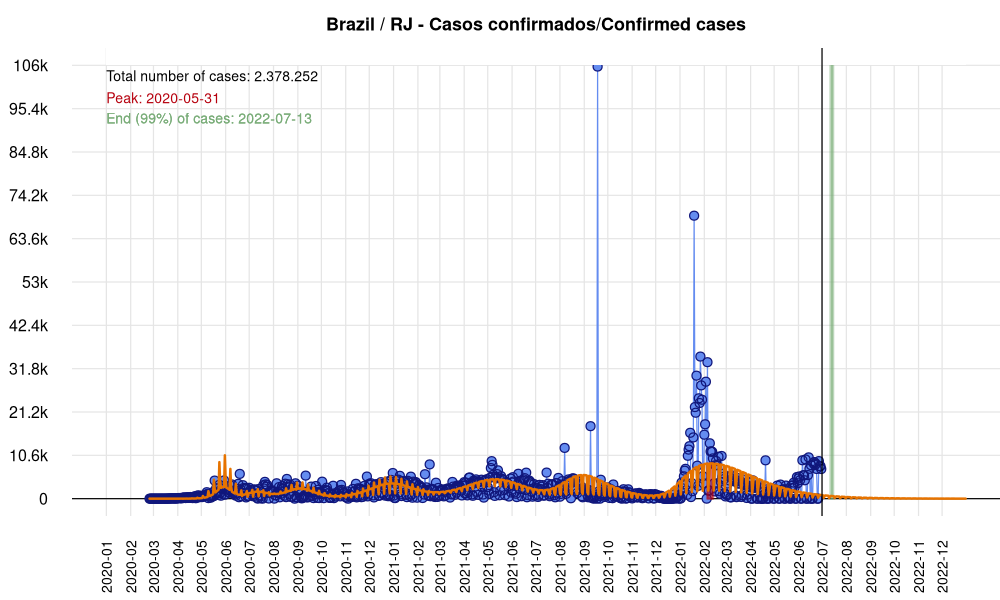 Brazil / RJ - Casos confirmados/Confirmed cases
Total number of cases: 2.378.252
Peak: 2020-05-31
End (99%) of cases: 2022-07-13
106k
95.4k
84.8k
74.2k
63.6k
53k
42.4k
31.8k
21.2k
10.6k
0
2020-01
2020-02
2020-03
2020-04
2020-05
2020-06
2020-07
2020-08
2020-09
2020-10
2020-11
2020-12
2021-01
2021-02
2021-03
2021-04
2021-05
2021-06
2021-07
2021-08
2021-09
2021-10
2021-11
2021-12
2022-01
2022-02
2022-03
2022-04
2022-05
2022-06
2022-07
2022-08
2022-09
2022-10
2022-11
2022-12